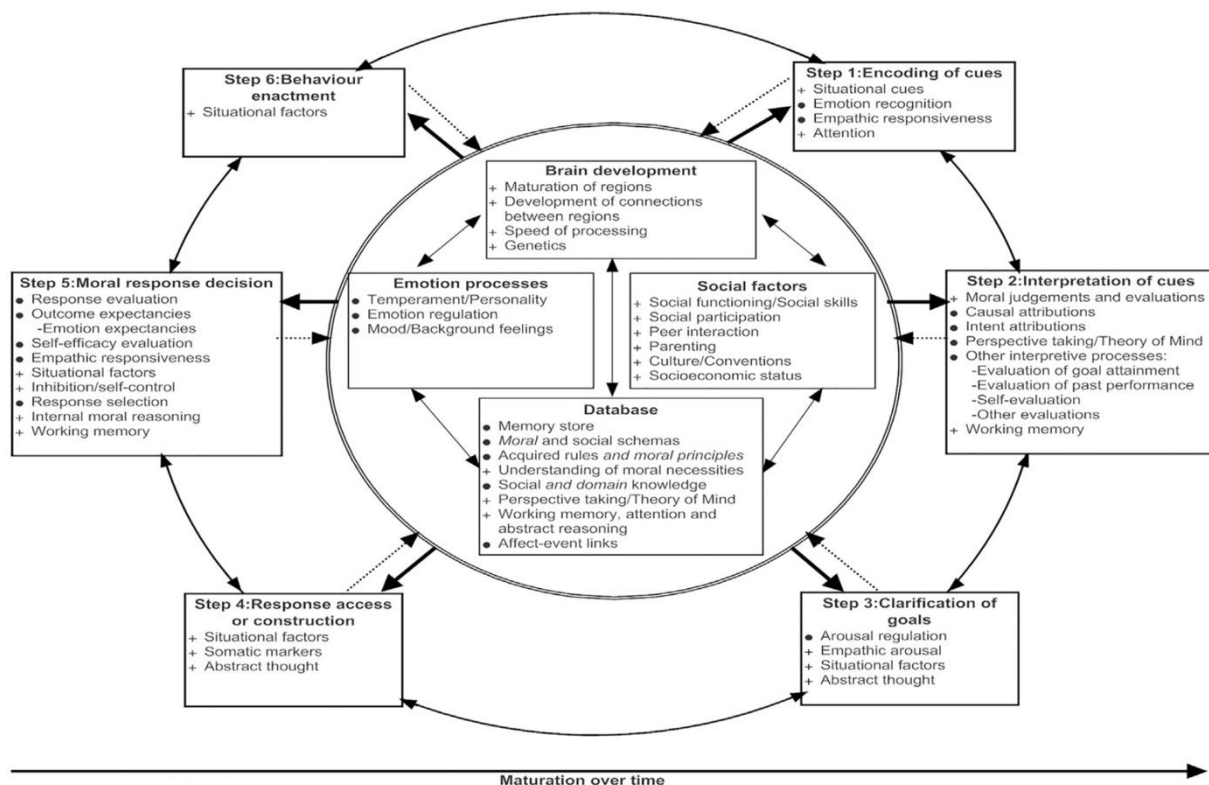 Step 6:Behaviour
enactment
+ Situational factors
Step 1:Encoding of cues
+ Situational cues
● Emotion recognition
● Empathic responsiveness
+ Attention
Brain development
+ Maturation of regions
+ Development of connections
between regions
+ Speed of processing
+ Genetics
Step 5:Moral response decision
● Response evaluation
● Outcome expectancies
-Emotion expectancies
● Self-efficacy evaluation
● Empathic responsiveness
+ Situational factors
+ Inhibition/self-control
● Response selection
+ Internal moral reasoning
+ Working memory
Emotion processes
● Temperament/Personality
● Emotion regulation
● Mood/Background feelings
Social factors
+ Social functioning/Social skills
+ Social participation
+ Peer interaction
+ Parenting
+ Culture/Conventions
+ Socioeconomic status
Step 2:Interpretation of cues
+ Moral judgements and evaluations
● Causal attributions
● Intent attributions
● Perspective taking/Theory of Mind
● Other interpretive processes:
-Evaluation of goal attainment
-Evaluation of past performance
-Self-evaluation
-Other evaluations
+ Working memory
Database
● Memory store
● Moral and social schemas
● Acquired rules and moral principles
+ Understanding of moral necessities
● Social and domain knowledge
+ Perspective taking/Theory of Mind
+ Working memory, attention and
abstract reasoning
● Affect-event links
Step 4:Response access
or construction
+ Situational factors
+ Somatic markers
+ Abstract thought
Step 3:Clarification of
goals
● Arousal regulation
+ Empathic arousal
+ Situational factors
+ Abstract thought
Maturation over time